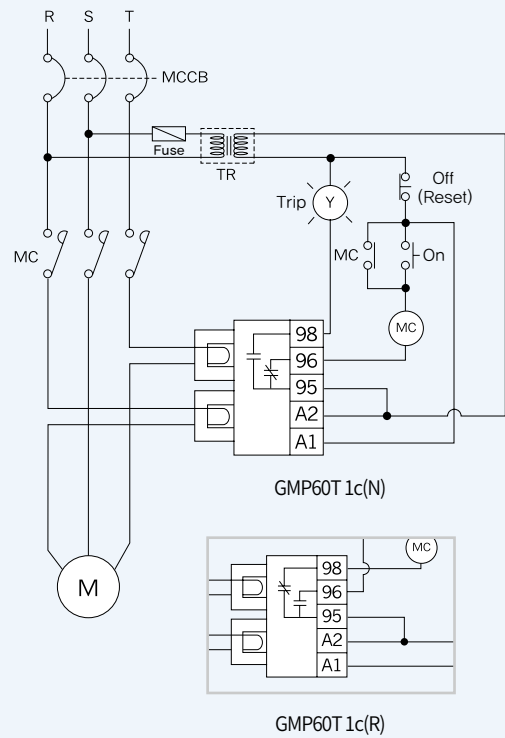 R S T
MCCB
Fuse
TR
Off
(Reset)
Trip Y
MC
MC On
MC
98
96
95
A2
A1
GMP60T 1c(N)
M
MC
98
96
95
A2
A1
GMP60T 1c(R)